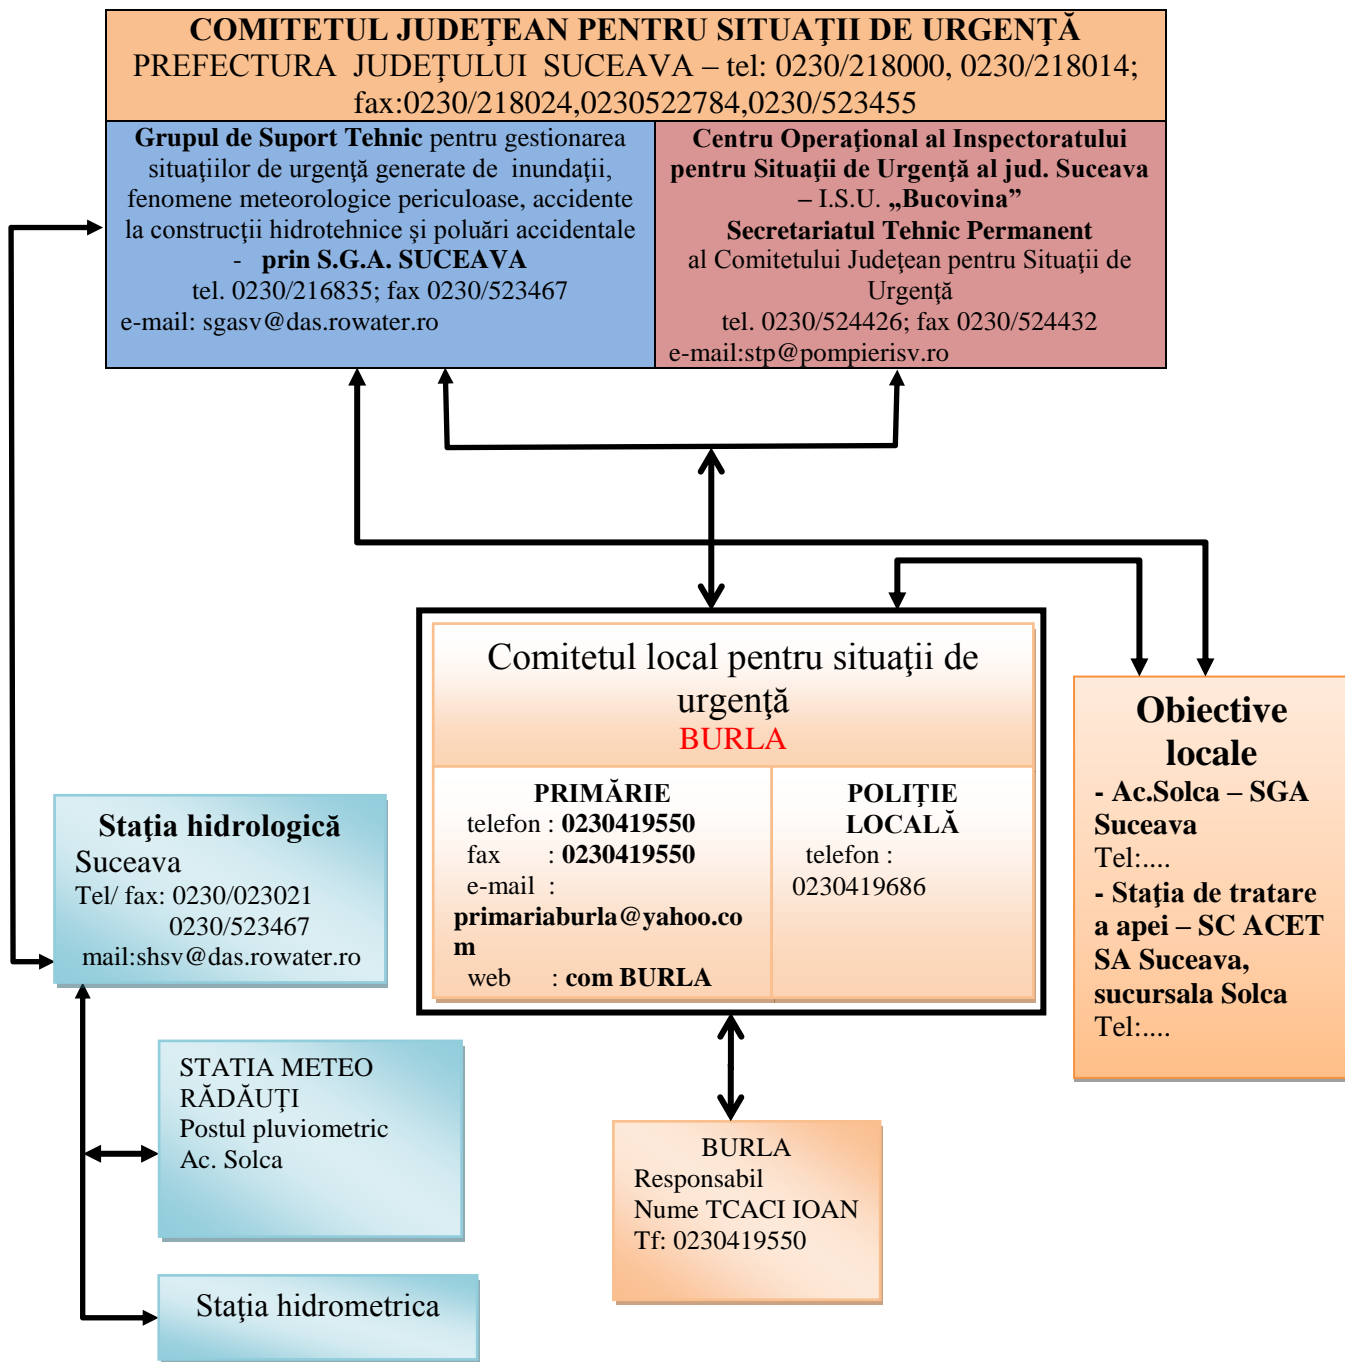 COMITETUL JUDEŢEAN PENTRU SITUAŢII DE URGENŢĂ
PREFECTURA JUDEŢULUI SUCEAVA – tel: 0230/218000, 0230/218014;
fax:0230/218024,0230522784,0230/523455
Grupul de Suport Tehnic pentru gestionarea
situaţiilor de urgenţă generate de inundaţii,
fenomene meteorologice periculoase, accidente
la construcţii hidrotehnice şi poluări accidentale
- prin S.G.A. SUCEAVA
tel. 0230/216835; fax 0230/523467
e-mail: sgasv@das.rowater.ro
Centru Operaţional al Inspectoratului
pentru Situaţii de Urgenţă al jud. Suceava
– I.S.U. „Bucovina”
Secretariatul Tehnic Permanent
al Comitetului Judeţean pentru Situaţii de
Urgenţă
tel. 0230/524426; fax 0230/524432
e-mail:stp@pompierisv.ro
Comitetul local pentru situaţii de
urgenţă
BURLA
PRIMĂRIE
telefon : 0230419550
fax : 0230419550
e-mail :
primariaburla@yahoo.co
m
web : com BURLA
POLIŢIE
LOCALĂ
telefon :
0230419686
Obiective
locale
- Ac.Solca – SGA
Suceava
Tel:....
- Staţia de tratare
a apei – SC ACET
SA Suceava,
sucursala Solca
Tel:....
Staţia hidrologică
Suceava
Tel/ fax: 0230/023021
0230/523467
mail:shsv@das.rowater.ro
STATIA METEO
RĂDĂUŢI
Postul pluviometric
Ac. Solca
Staţia hidrometrica
BURLA
Responsabil
Nume TCACI IOAN
Tf: 0230419550